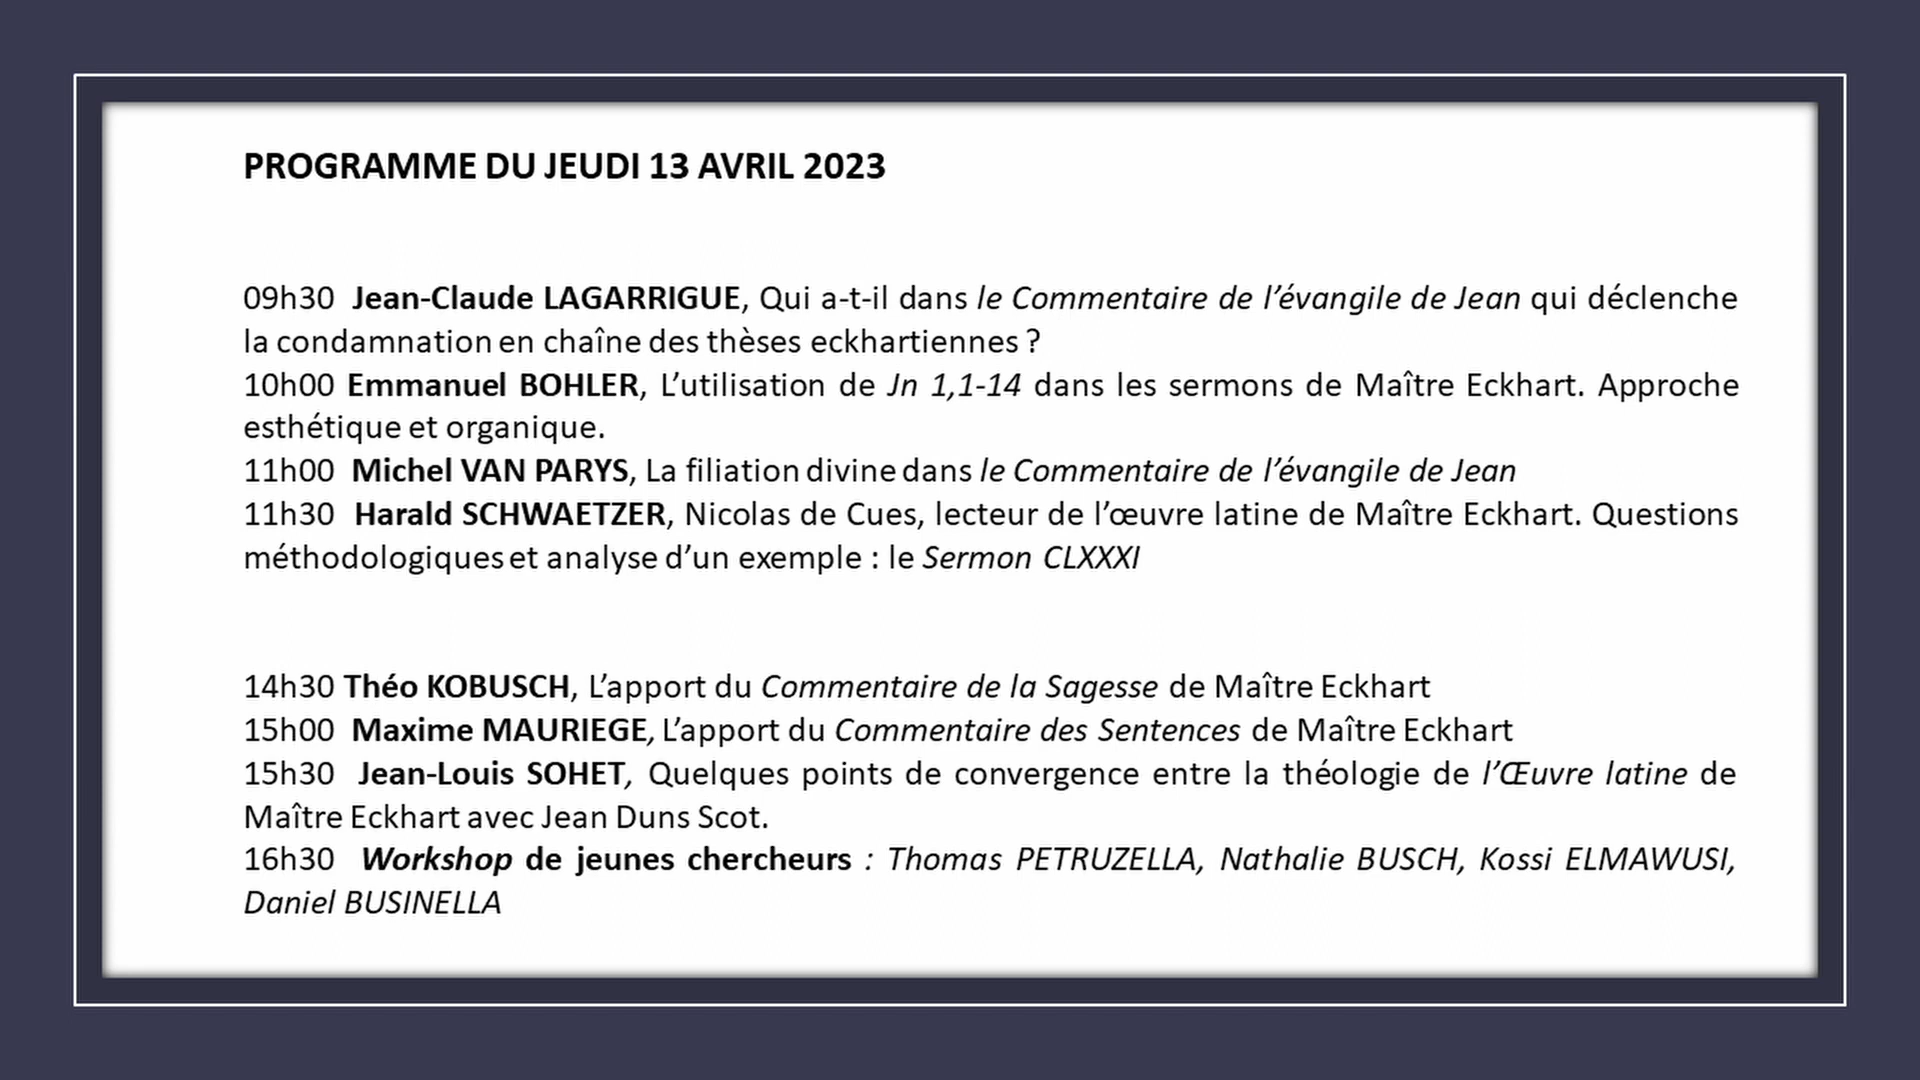 PROGRAMME DU JEUDI 13 AVRIL 2023
09h30 Jean-Claude LAGARRIGUE, Qui a-t-il dans le Commentaire de l’évangile de Jean qui déclenche
la condamnation en chaîne des thèses eckhartiennes ?
10h00 Emmanuel BOHLER, L’utilisation de Jn 1,1-14 dans les sermons de Maître Eckhart. Approche
esthétique et organique.
11h00 Michel VAN PARYS, La filiation divine dans le Commentaire de l’évangile de Jean
11h30 Harald SCHWAETZER, Nicolas de Cues, lecteur de l’œuvre latine de Maître Eckhart. Questions
méthodologiques et analyse d’un exemple : le Sermon CLXXXI
14h30 Théo KOBUSCH, L’apport du Commentaire de la Sagesse de Maître Eckhart
15h00 Maxime MAURIEGE, L’apport du Commentaire des Sentences de Maître Eckhart
15h30 Jean-Louis SOHET, Quelques points de convergence entre la théologie de l’Œuvre latine de
Maître Eckhart avec Jean Duns Scot.
16h30 Workshop de jeunes chercheurs : Thomas PETRUZELLA, Nathalie BUSCH, Kossi ELMAWUSI,
Daniel BUSINELLA